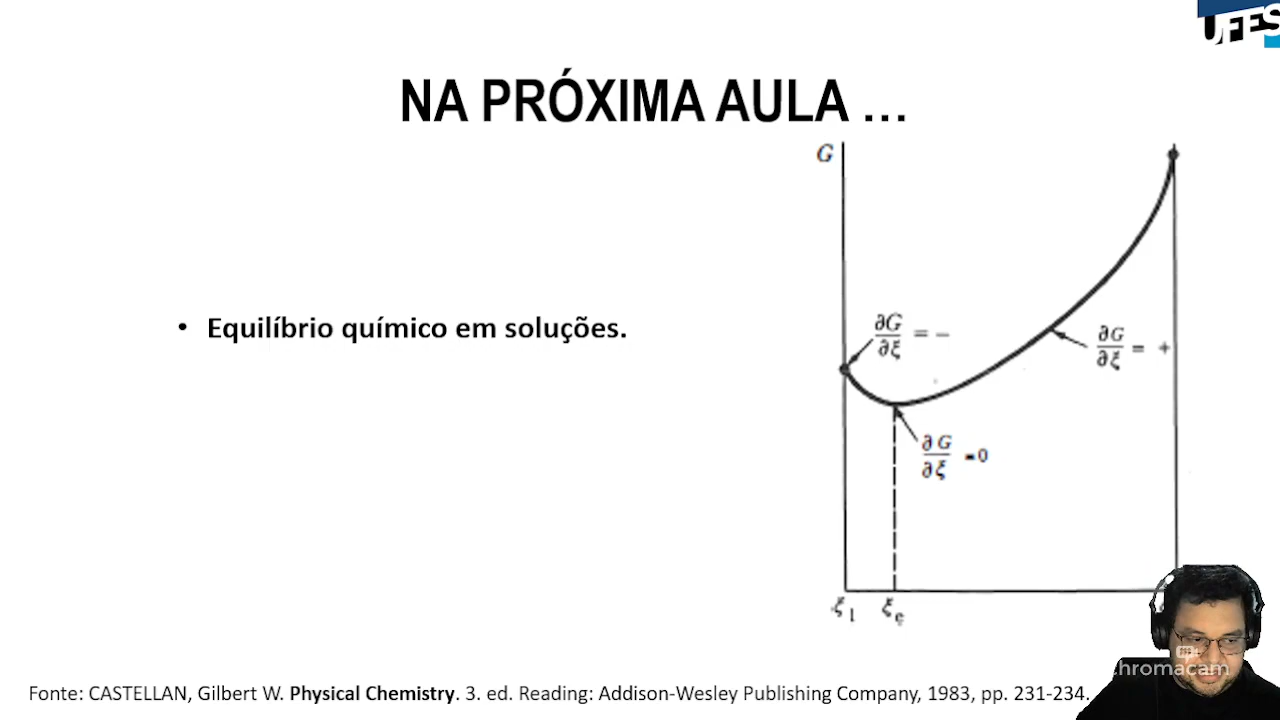 UFES
NA PRÓXIMA AULA ...
G
• Equilíbrio químico em soluções.
∂G/∂ξ = −
∂G/∂ξ = +
∂G/∂ξ =0
ξ1 ξe
chromacam
Fonte: CASTELLAN, Gilbert W. Physical Chemistry. 3. ed. Reading: Addison-Wesley Publishing Company, 1983, pp. 231-234.